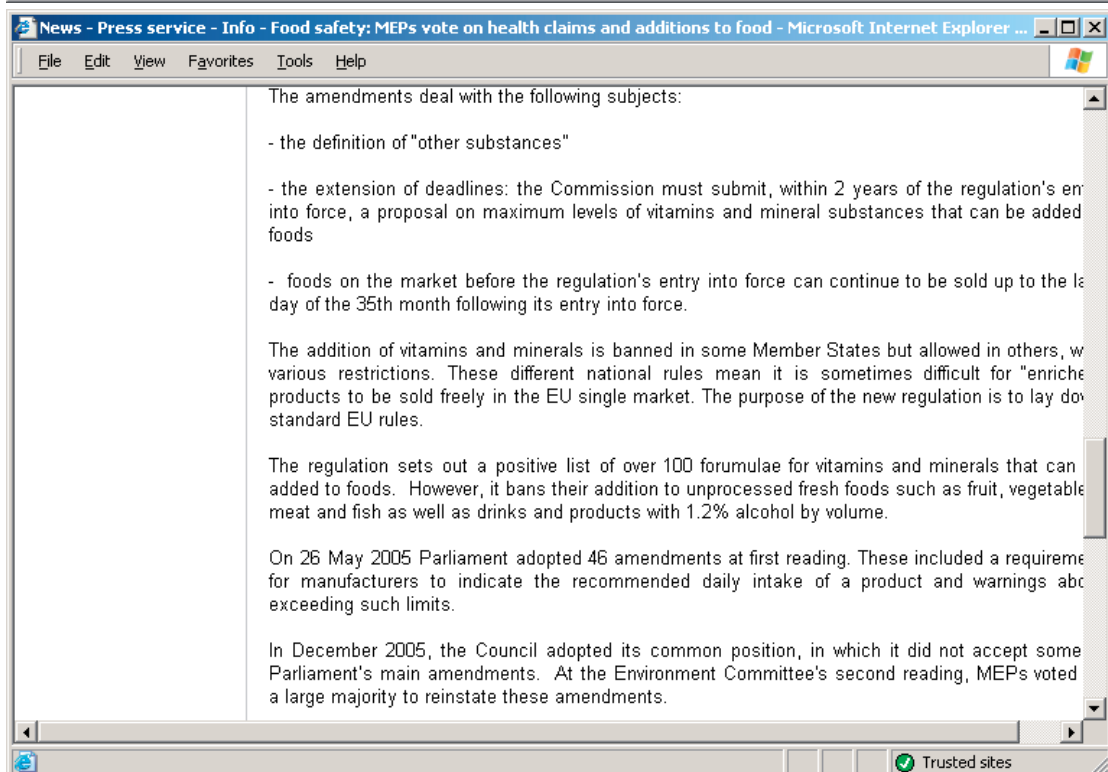 News - Press service - Info - Food safety: MEPs vote on health claims and additions to food - Microsoft Internet Explorer ...
File Edit View Favorites Tools Help
The amendments deal with the following subjects:
- the definition of "other substances"
- the extension of deadlines: the Commission must submit, within 2 years of the regulation's en
into force, a proposal on maximum levels of vitamins and mineral substances that can be added
foods
- foods on the market before the regulation's entry into force can continue to be sold up to the la
day of the 35th month following its entry into force.
The addition of vitamins and minerals is banned in some Member States but allowed in others, w
various restrictions. These different national rules mean it is sometimes difficult for "enriche
products to be sold freely in the EU single market. The purpose of the new regulation is to lay dov
standard EU rules.
The regulation sets out a positive list of over 100 forumulae for vitamins and minerals that can
added to foods. However, it bans their addition to unprocessed fresh foods such as fruit, vegetable
meat and fish as well as drinks and products with 1.2% alcohol by volume.
On 26 May 2005 Parliament adopted 46 amendments at first reading. These included a requireme
for manufacturers to indicate the recommended daily intake of a product and warnings abo
exceeding such limits.
In December 2005, the Council adopted its common position, in which it did not accept some
Parliament's main amendments. At the Environment Committee's second reading, MEPs voted
a large majority to reinstate these amendments.
Trusted sites